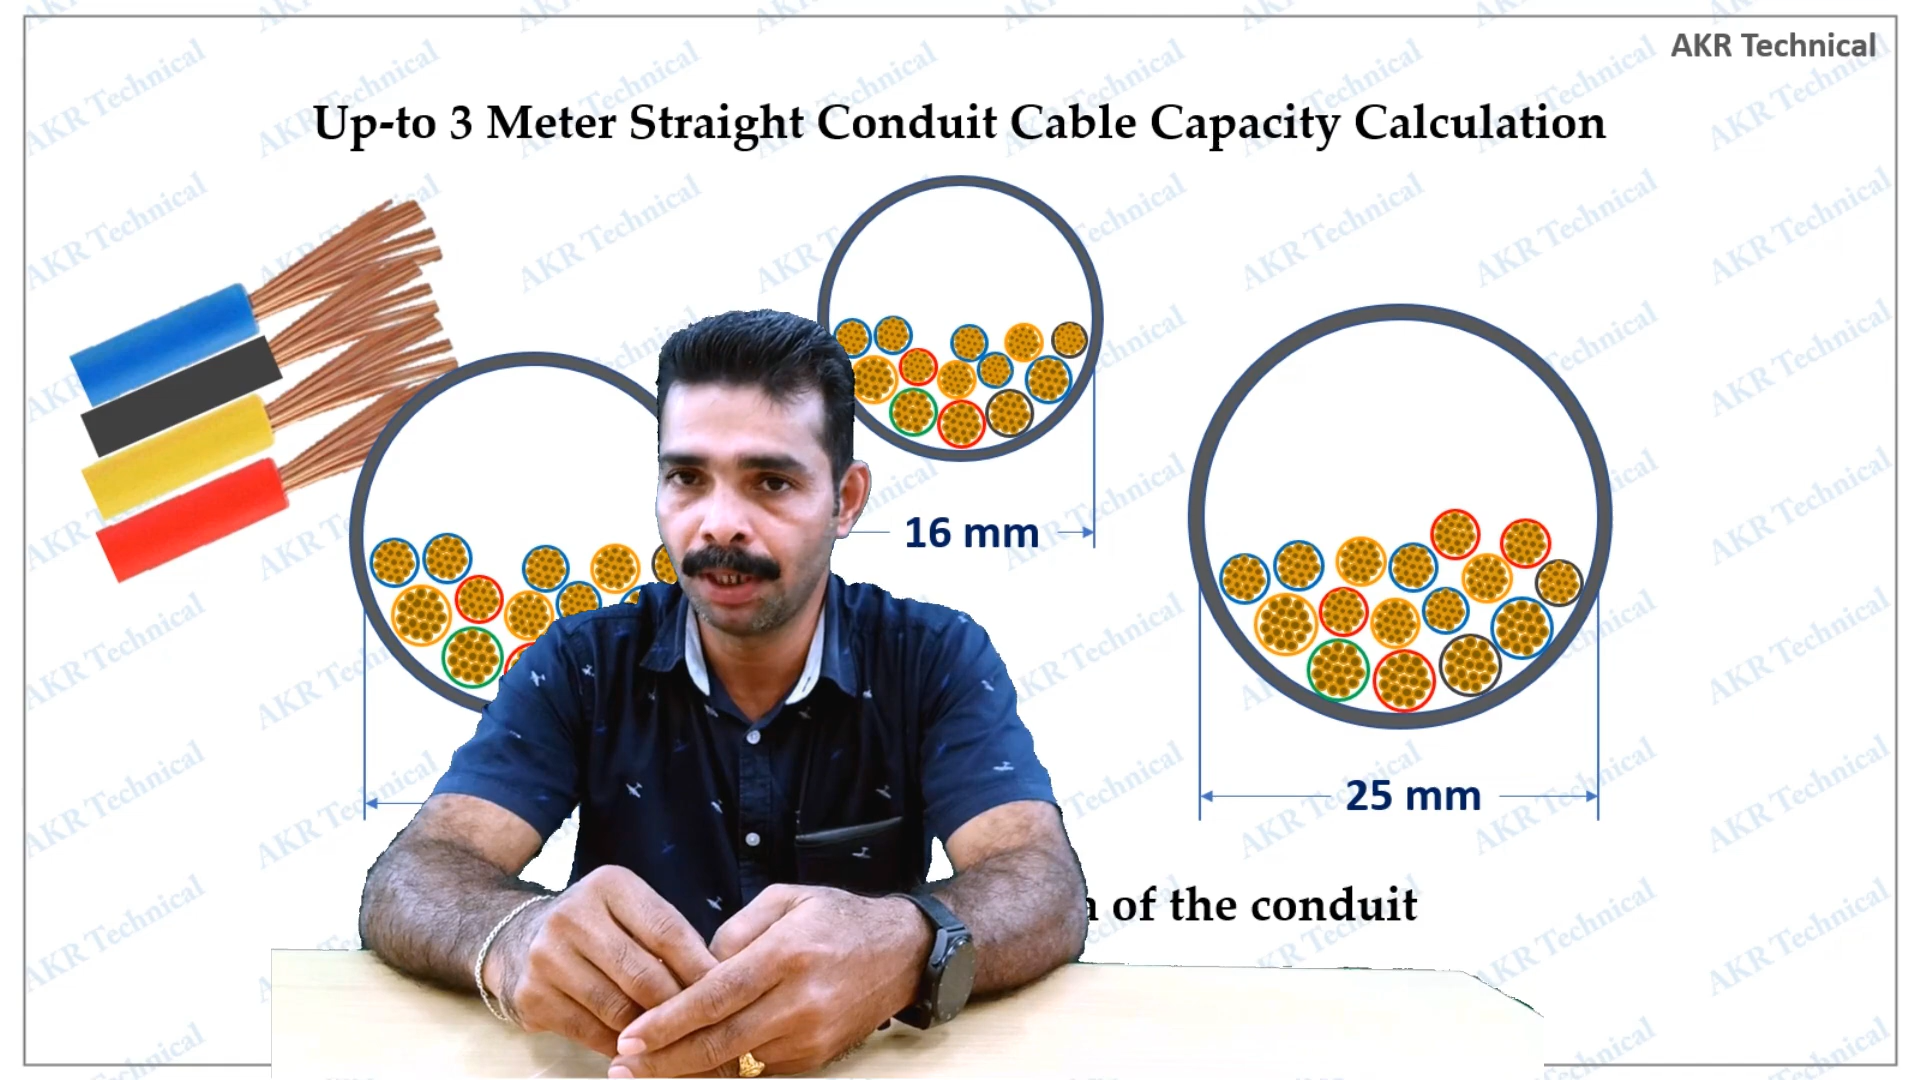 AKR Technical
Up-to 3 Meter Straight Conduit Cable Capacity Calculation
16 mm
25 mm
of the conduit